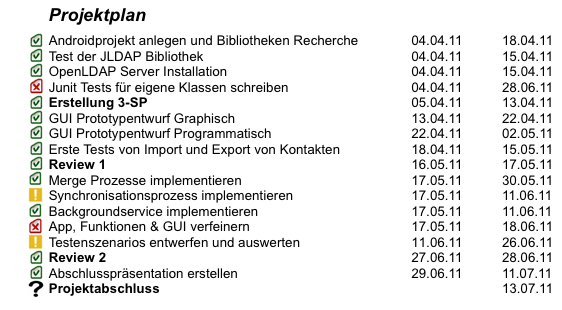 Projektplan
Androidprojekt anlegen und Bibliotheken Recherche 04.04.11 18.04.11
Test der JLDAP Bibliothek 04.04.11 15.04.11
OpenLDAP Server Installation 04.04.11 15.04.11
Junit Tests für eigene Klassen schreiben 04.04.11 28.06.11
Erstellung 3-SP 05.04.11 13.04.11
GUI Prototypentwurf Graphisch 13.04.11 22.04.11
GUI Prototypentwurf Programmatisch 22.04.11 02.05.11
Erste Tests von Import und Export von Kontakten 18.04.11 15.05.11
Review 1 16.05.11 17.05.11
Merge Prozesse implementieren 17.05.11 30.05.11
Synchronisationsprozess implementieren 17.05.11 11.06.11
Backgroundservice implementieren 17.05.11 11.06.11
App, Funktionen & GUI verfeinern 17.05.11 18.06.11
Testenszenarios entwerfen und auswerten 11.06.11 26.06.11
Review 2 27.06.11 28.06.11
Abschlusspräsentation erstellen 29.06.11 11.07.11
? Projektabschluss 13.07.11